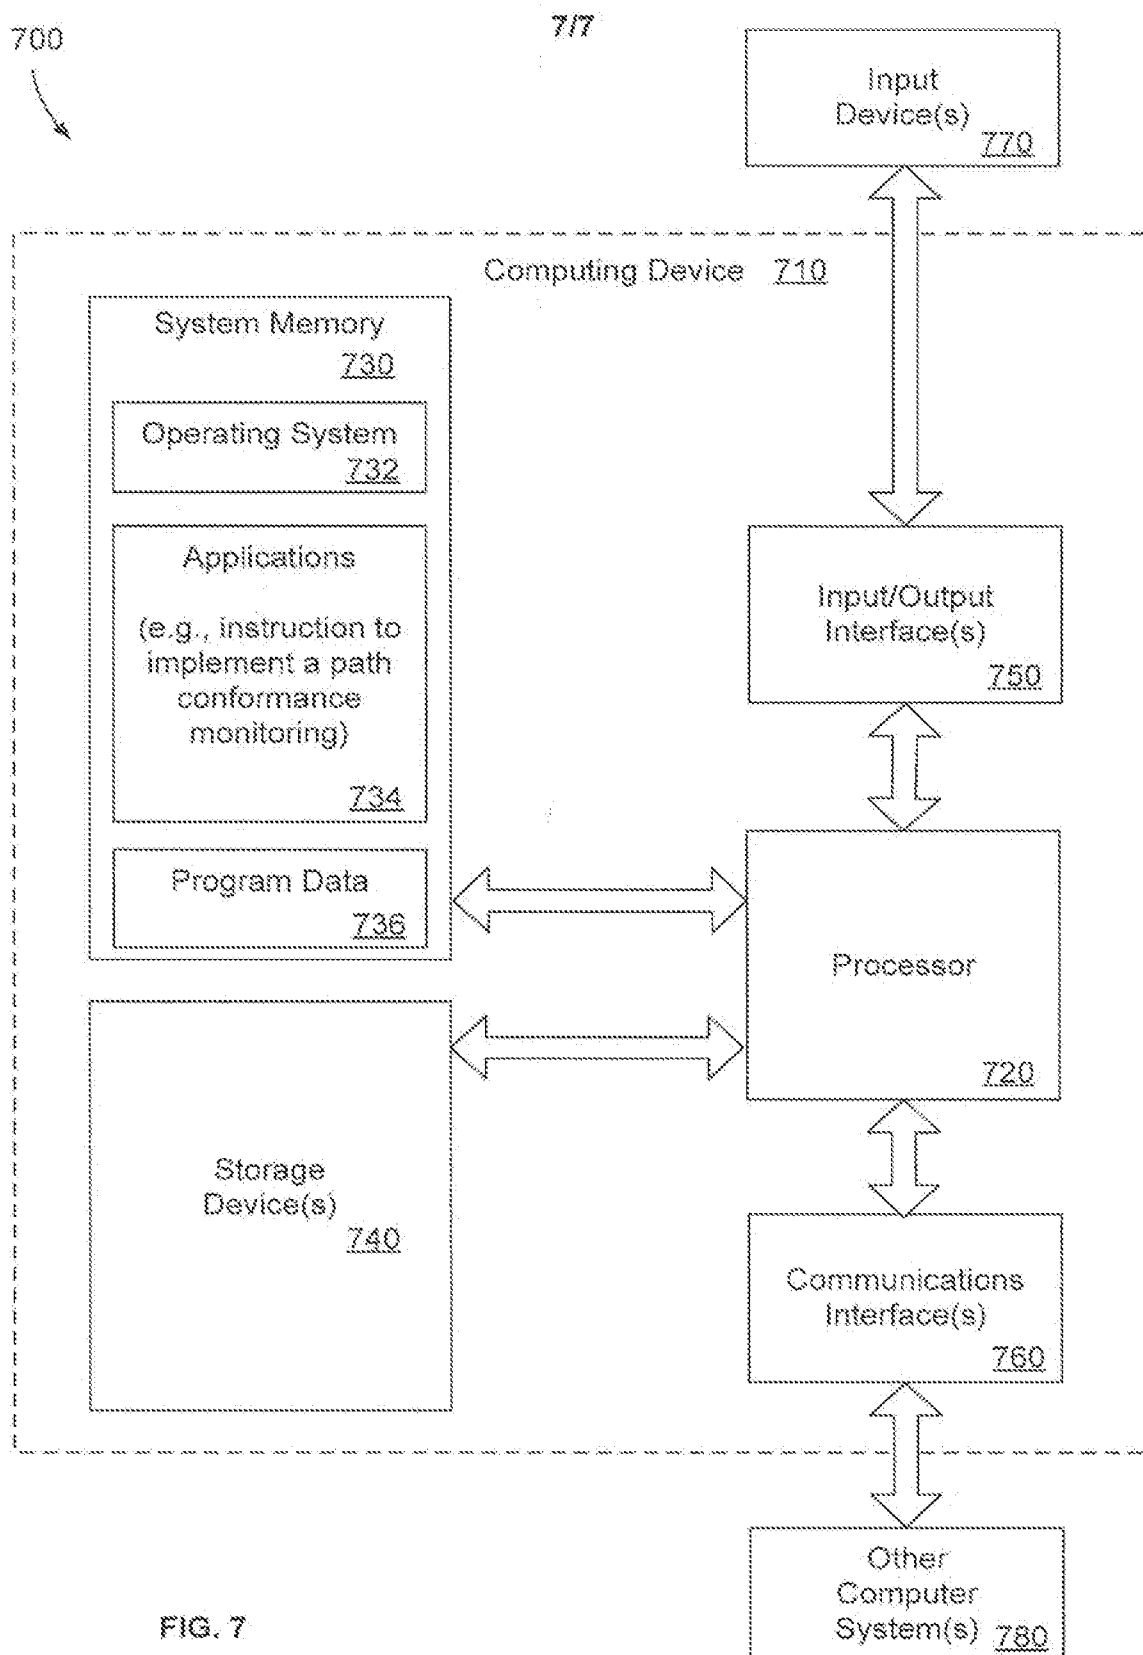 700
7/7
Input
Device(s)
770
Computing Device 710
System Memory
730
Operating System
732
Applications
(e.g., instruction to
implement a path
conformance
monitoring)
734
Program Data
736
Input/Output
Interface(s)
750
Processor
720
Storage
Device(s)
740
Communications
Interface(s)
760
Other
Computer
System(s) 780
FIG. 7